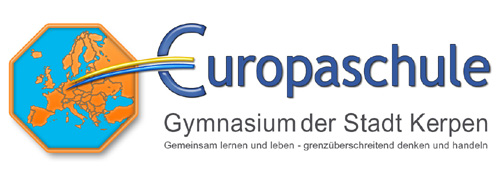 Europaschule
Gymnasium der Stadt Kerpen
Gemeinsam lernen und leben - grenzüberschreitend denken und handeln